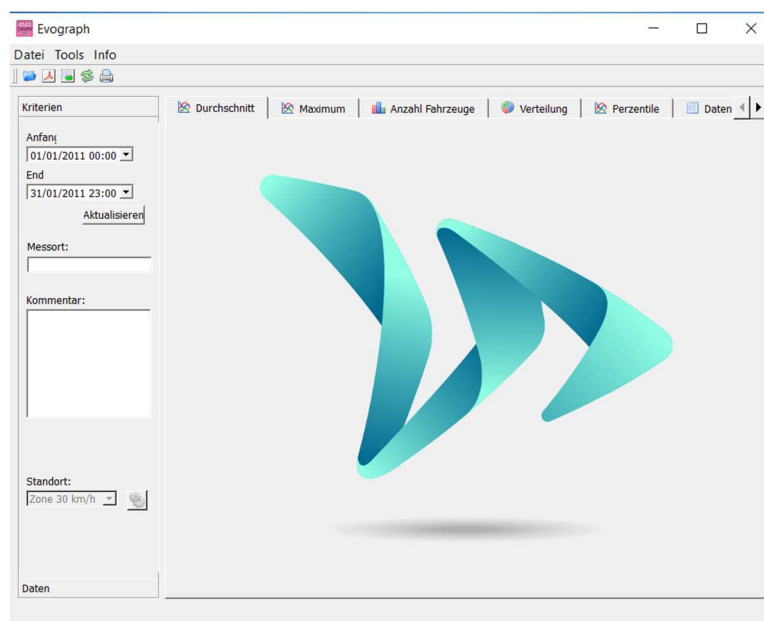 Evograph
Datei Tools Info
Kriterien
Durchschnitt Maximum Anzahl Fahrzeuge Verteilung Perzentile Daten
Anfang
01/01/2011 00:00
End
31/01/2011 23:00
Aktualisieren
Messort:
Kommentar:
Standort:
Zone 30 km/h
Daten